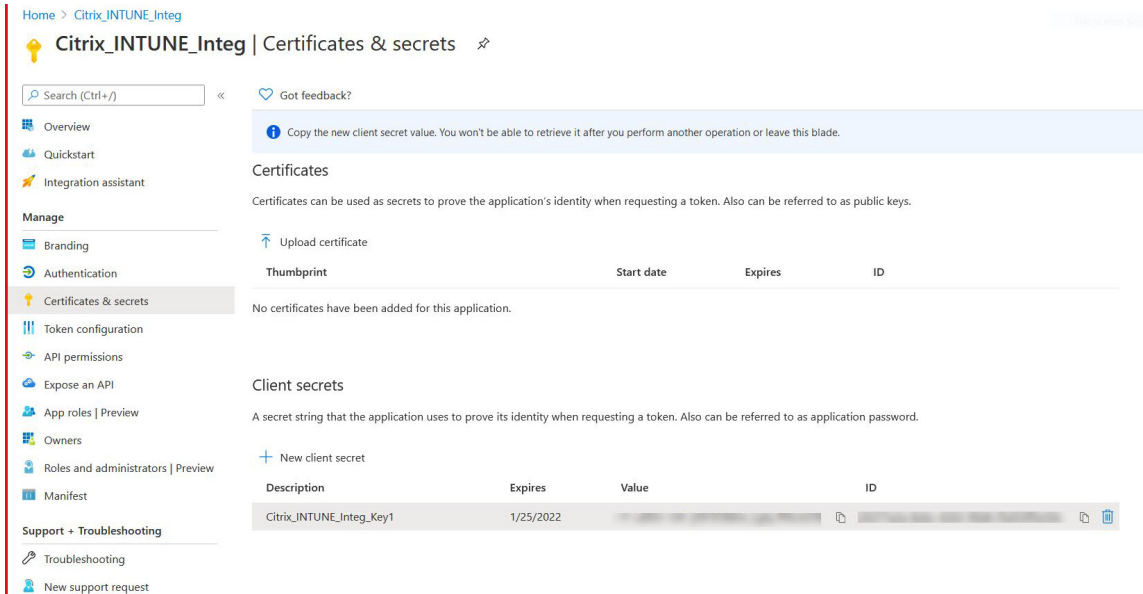 Home > Citrix_INTUNE_Integ
Citrix_INTUNE_Integ | Certificates & secrets
Search (Ctrl+/)
«
Overview
Quickstart
Integration assistant
Manage
Branding
Authentication
Certificates & secrets
Token configuration
API permissions
Expose an API
App roles | Preview
Owners
Roles and administrators | Preview
Manifest
Support + Troubleshooting
Troubleshooting
New support request
Got feedback?
Copy the new client secret value. You won't be able to retrieve it after you perform another operation or leave this blade.
Certificates
Certificates can be used as secrets to prove the application's identity when requesting a token. Also can be referred to as public keys.
Upload certificate
Thumbprint Start date Expires ID
No certificates have been added for this application.
Client secrets
A secret string that the application uses to prove its identity when requesting a token. Also can be referred to as application password.
New client secret
Description Expires Value ID
Citrix_INTUNE_Integ_Key1 1/25/2022